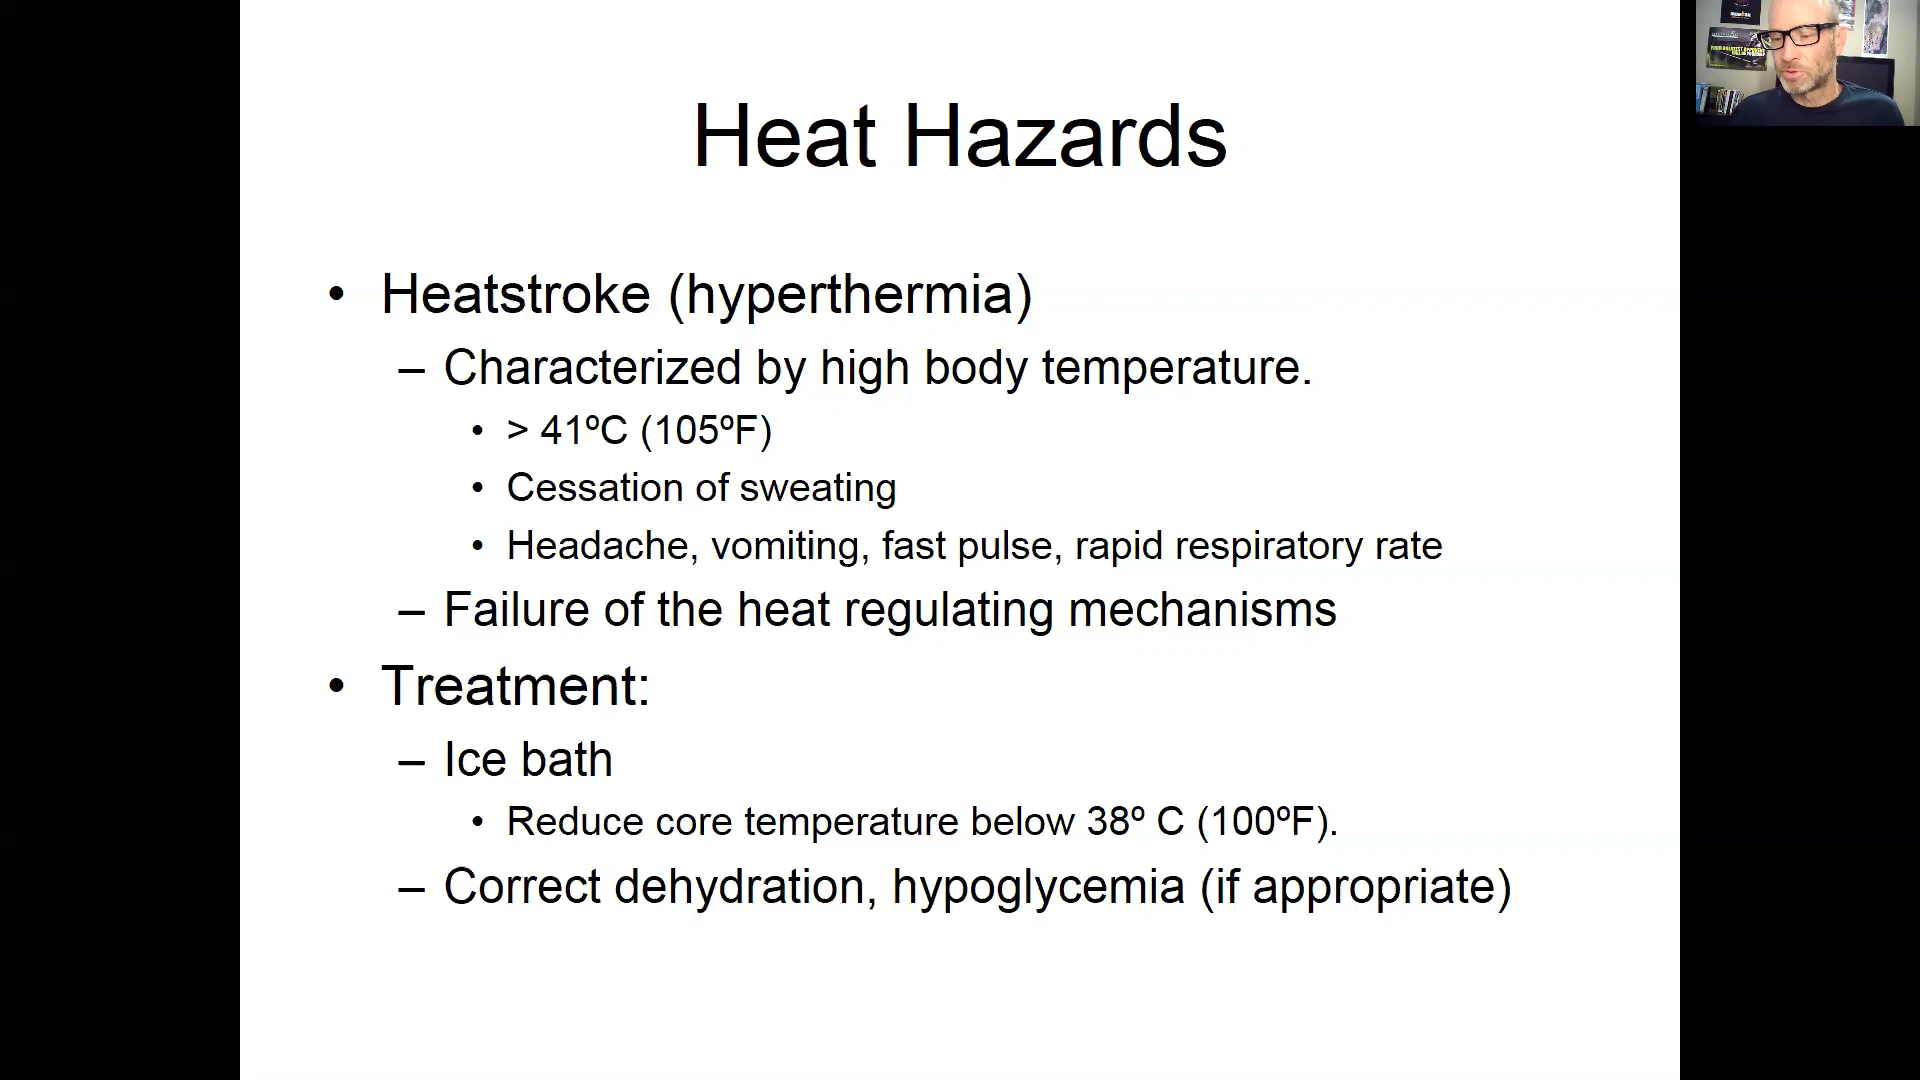 Heat Hazards
• Heatstroke (hyperthermia)
– Characterized by high body temperature.
• > 41ºC (105ºF)
• Cessation of sweating
• Headache, vomiting, fast pulse, rapid respiratory rate
– Failure of the heat regulating mechanisms
• Treatment:
– Ice bath
• Reduce core temperature below 38º C (100ºF).
– Correct dehydration, hypoglycemia (if appropriate)